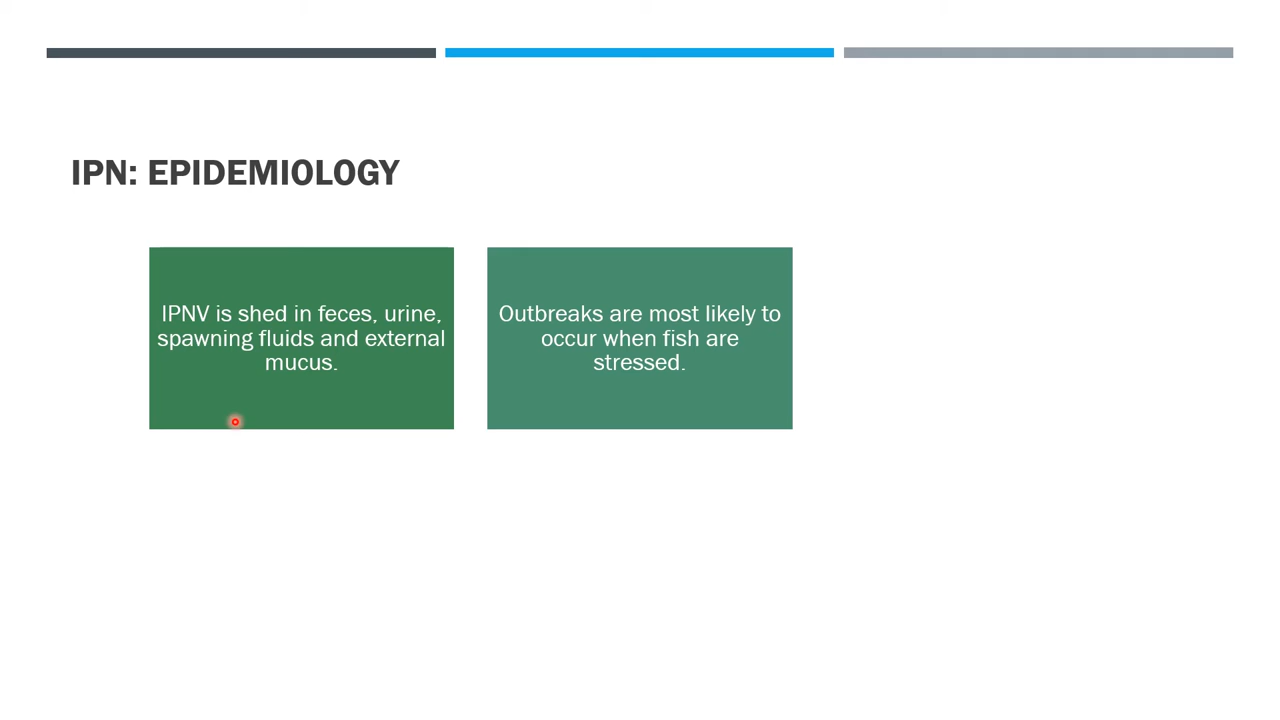 IPN: EPIDEMIOLOGY
IPNV is shed in feces, urine,
spawning fluids and external
mucus.
Outbreaks are most likely to
occur when fish are
stressed.